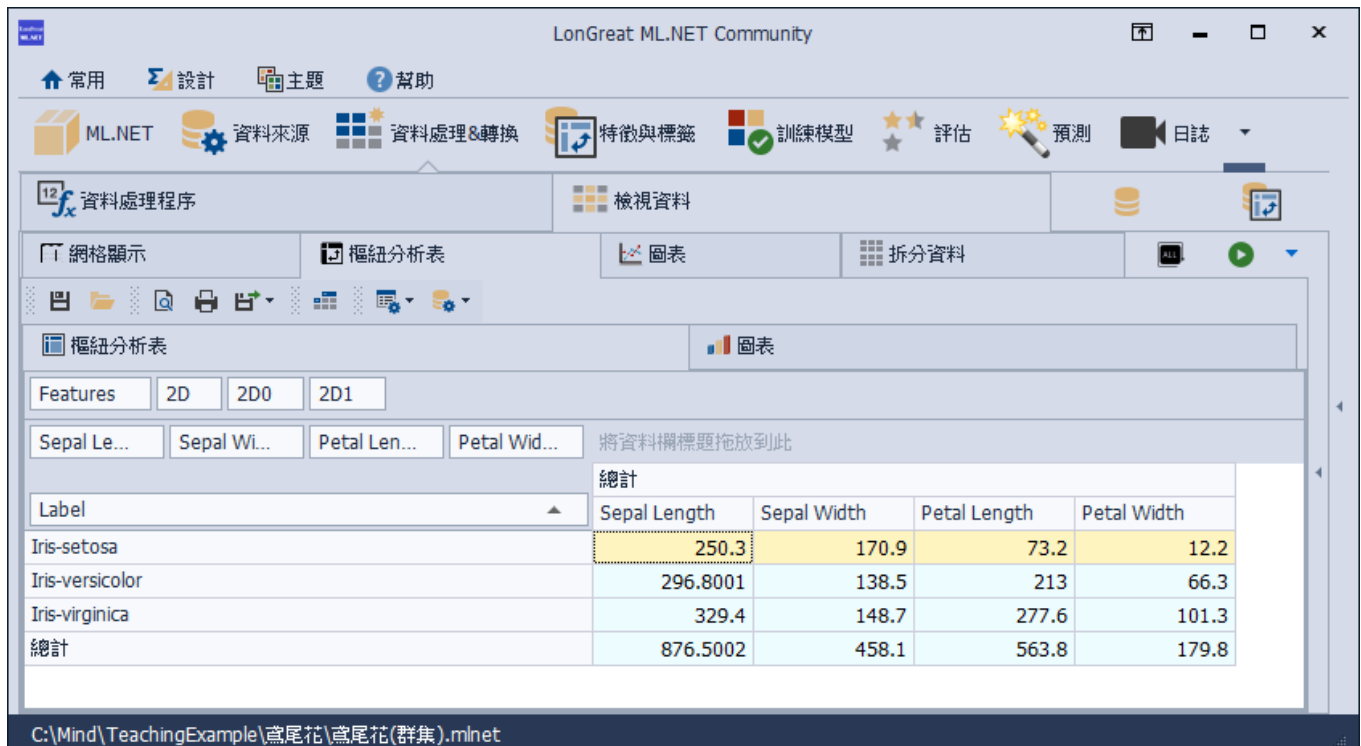 LonGreat ML.NET Community
常用 設計 主題 幫助
ML.NET 資料來源 資料處理&轉換 特徵與標籤 訓練模型 評估 預測 日誌
資料處理程序 檢視資料
網格顯示 樞紐分析表 圖表 拆分資料 ALL
樞紐分析表 圖表
Features 2D 2D0 2D1
Sepal Le... Sepal Wi... Petal Len... Petal Wid... 將資料欄標題拖放到此
總計
Label Sepal Length Sepal Width Petal Length Petal Width
Iris-setosa 250.3 170.9 73.2 12.2
Iris-versicolor 296.8001 138.5 213 66.3
Iris-virginica 329.4 148.7 277.6 101.3
總計 876.5002 458.1 563.8 179.8
C:\Mind\TeachingExample\鳶尾花\鳶尾花(群集).mlnet